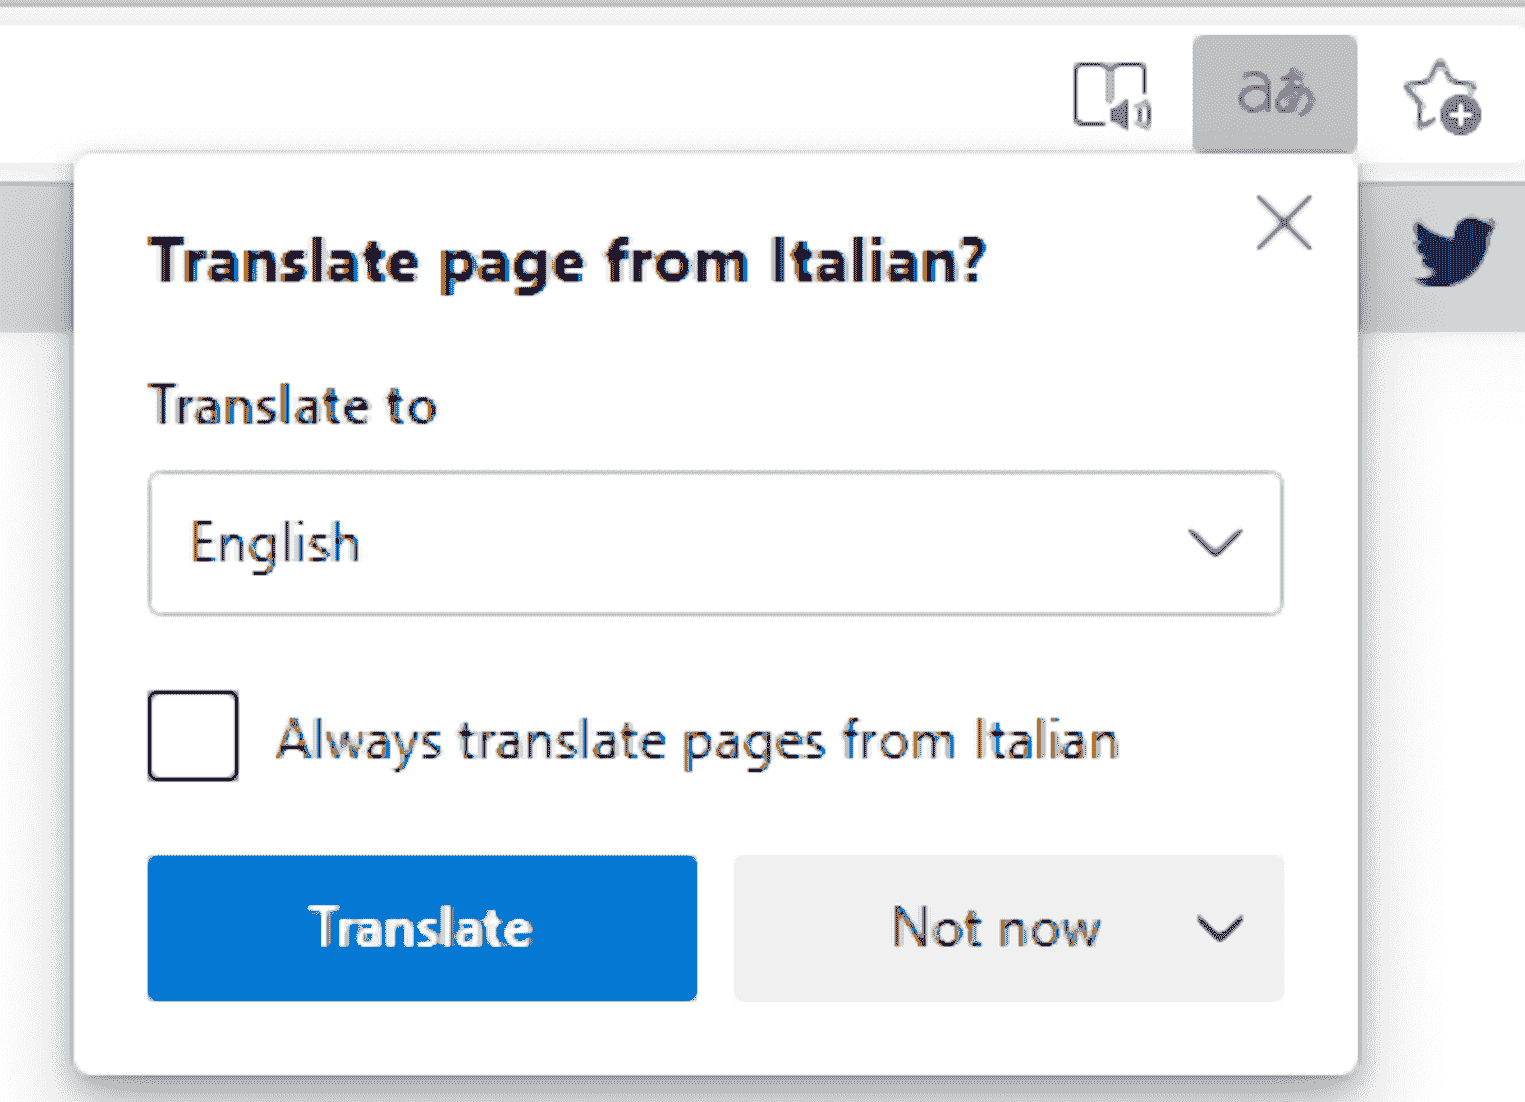 aあ
Translate page from Italian?
Translate to
English
Always translate pages from Italian
Translate
Not now